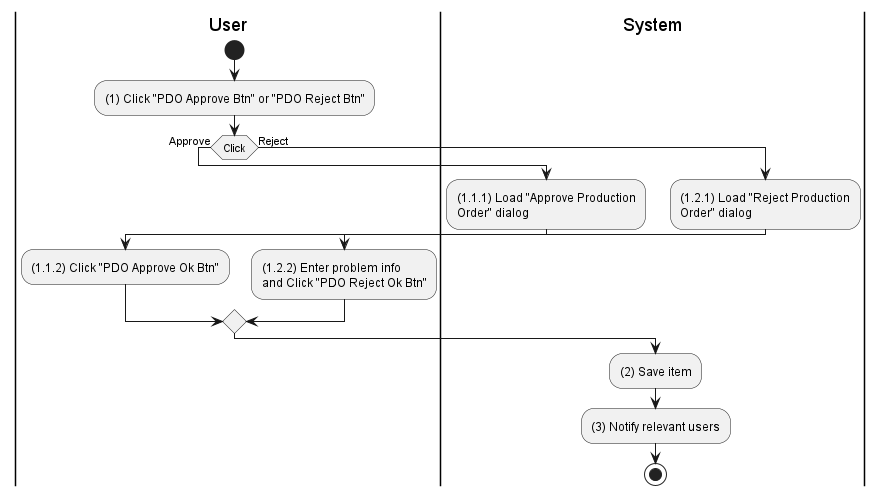 User
System
(1) Click "PDO Approve Btn" or "PDO Reject Btn"
Approve
Click
Reject
(1.1.1) Load "Approve Production
Order" dialog
(1.2.1) Load "Reject Production
Order" dialog
(1.1.2) Click "PDO Approve Ok Btn"
(1.2.2) Enter problem info
and Click "PDO Reject Ok Btn"
(2) Save item
(3) Notify relevant users